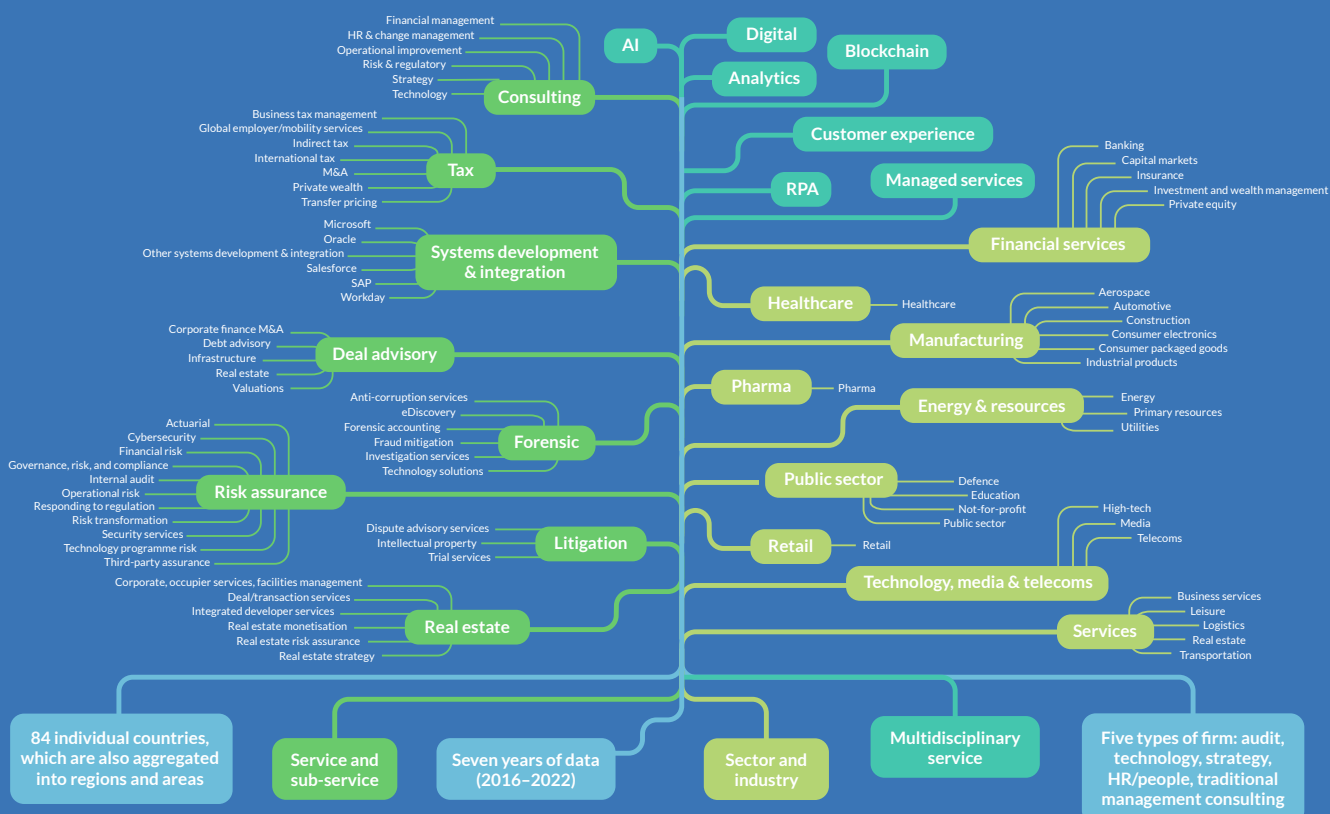 Financial management
HR & change management
Operational improvement
Risk & regulatory
Strategy
Technology
Consulting
Business tax management
Global employer/mobility services
Indirect tax
International tax
M&A
Private wealth
Transfer pricing
Tax
Microsoft
Oracle
Other systems development & integration
Salesforce
SAP
Workday
Systems development
& integration
Corporate finance M&A
Debt advisory
Infrastructure
Real estate
Valuations
Deal advisory
Anti-corruption services
eDiscovery
Forensic accounting
Fraud mitigation
Investigation services
Technology solutions
Forensic
Actuarial
Cybersecurity
Financial risk
Governance, risk, and compliance
Internal audit
Operational risk
Responding to regulation
Risk transformation
Security services
Technology programme risk
Third-party assurance
Risk assurance
Dispute advisory services
Intellectual property
Trial services
Litigation
Corporate, occupier services, facilities management
Deal/transaction services
Integrated developer services
Real estate monetisation
Real estate risk assurance
Real estate strategy
Real estate
AI
Digital
Blockchain
Analytics
Customer experience
RPA
Managed services
Banking
Capital markets
Insurance
Investment and wealth management
Private equity
Financial services
Healthcare
Healthcare
Aerospace
Automotive
Construction
Consumer electronics
Consumer packaged goods
Industrial products
Manufacturing
Pharma
Pharma
Energy & resources
Energy
Primary resources
Utilities
Public sector
Defence
Education
Not-for-profit
Public sector
Retail
Retail
High-tech
Media
Telecoms
Technology, media & telecoms
Business services
Leisure
Logistics
Real estate
Transportation
Services
84 individual countries,
which are also aggregated
into regions and areas
Service and
sub-service
Seven years of data
(2016–2022)
Sector and
industry
Multidisciplinary
service
Five types of firm: audit,
technology, strategy,
HR/people, traditional
management consulting